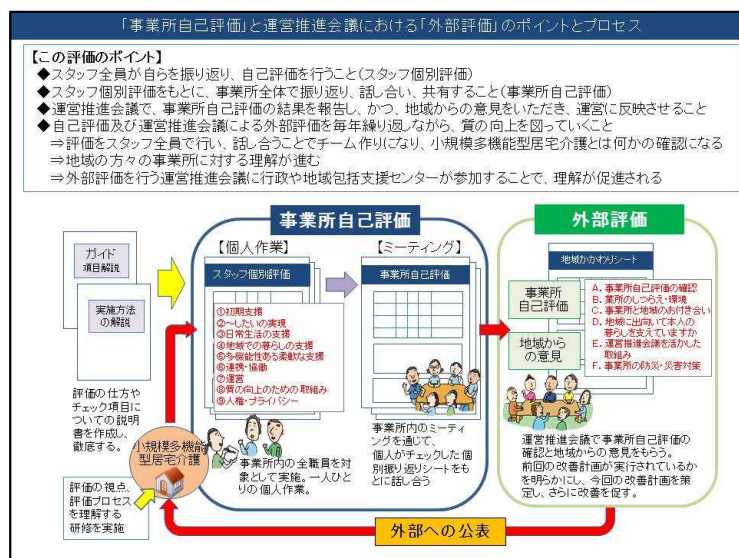 「事業所自己評価」と運営推進会議における「外部評価」のポイントとプロセス
【この評価のポイント】
◆スタッフ全員が自らを振り返り、自己評価を行うこと(スタッフ個別評価)
◆スタッフ個別評価をもとに、事業所全体で振り返り、話し合い、共有すること(事業所自己評価)
◆運営推進会議で、事業所自己評価の結果を報告し、かつ、地域からの意見をいただき、運営に反映させること
◆自己評価及び運営推進会議による外部評価を毎年繰り返しながら、質の向上を図っていくこと
⇒評価をスタッフ全員で行い、話し合うことでチーム作りになり、小規模多機能型居宅介護とは何かの確認になる
⇒地域の方々の事業所に対する理解が進む
⇒外部評価を行う運営推進会議に行政や地域包括支援センターが参加することで、理解が促進される
ガイド
項目解説
実施方法
の解説
評価の仕方や
チェック項目に
ついての説明
書を作成し、
徹底する。
小規模多機能
型居宅介護
評価の視点、
評価プロセス
を理解する
研修を実施
事業所自己評価
【個人作業】
スタッフ個別評価
①初期支援
②~したいの実現
③日常生活の支援
④地域での暮らしの支援
⑤多機能性ある柔軟な支援
⑥連携・協働
⑦運営
⑧質の向上のための取組み
⑨人権・プライバシー
事業所内の全職員を対
象として実施。一人ひ
とりの個人作業。
【ミーティング】
事業所自己評価
事業所内のミーティ
ングを通じて、
個人がチェックした個
別振り返りシートをも
とに話し合う
外部評価
地域かかわりシート
事業所
自己評価
地域から
の意見
A. 事業所自己評価の確認
B. 業所のしつらえ・環境
C. 事業所と地域のお付き合い
D. 地域に出向いて本人の
暮らしを支えていますか
E. 運営推進会議を活かした
取組み
F. 事業所の防災・災害対策
運営推進会議で事業所自己評価の
確認と地域からの意見をもらう。
前回の改善計画が実行されているか
を明らかにし、今回の改善計画を策
定し、さらに改善を促す。
外部への公表